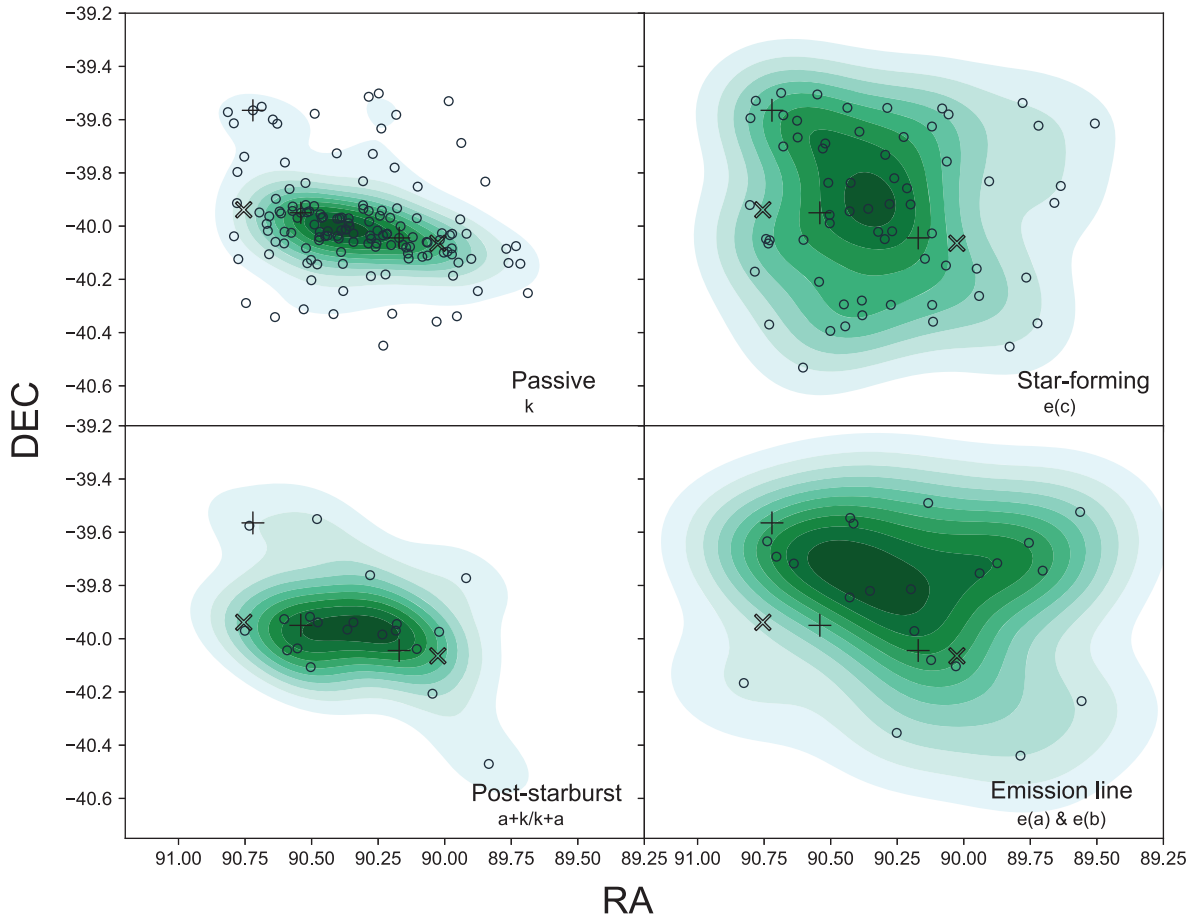 −39.2
−39.4
−39.6
−39.8
−40.0
−40.2
−40.4
−40.6
Passive
k
Star-forming
e(c)
DEC
−39.2
−39.4
−39.6
−39.8
−40.0
−40.2
−40.4
−40.6
Post-starburst
a+k/k+a
Emission line
e(a) & e(b)
91.00 90.75 90.50 90.25 90.00 89.75 89.50 89.25
91.00 90.75 90.50 90.25 90.00 89.75 89.50 89.25
RA